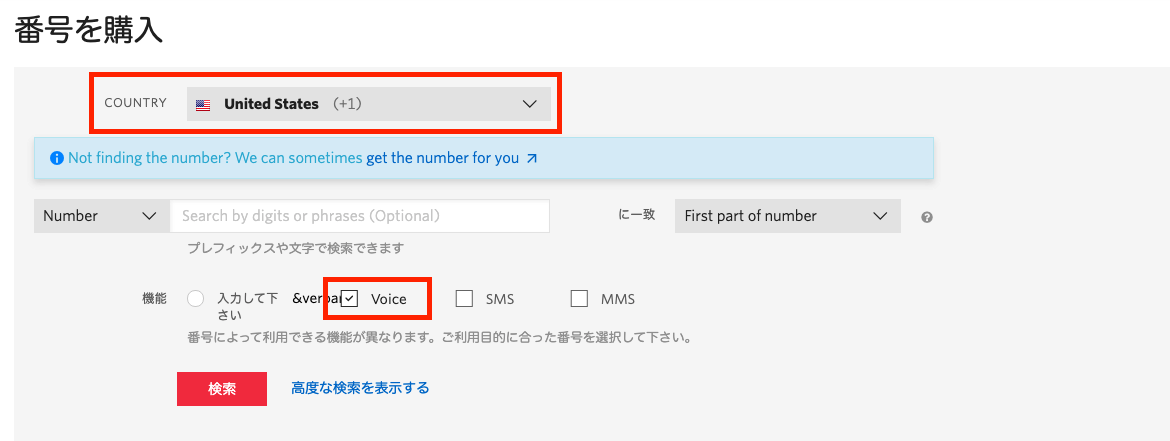 番号を購入
COUNTRY United States (+1)
Not finding the number? We can sometimes get the number for you
Number Search by digits or phrases (Optional) に一致 First part of number
プレフィックスや文字で検索できます
機能 入力して下さい &verbar Voice SMS MMS
番号によって利用できる機能が異なります。ご利用目的に合った番号を選択して下さい。
検索 高度な検索を表示する